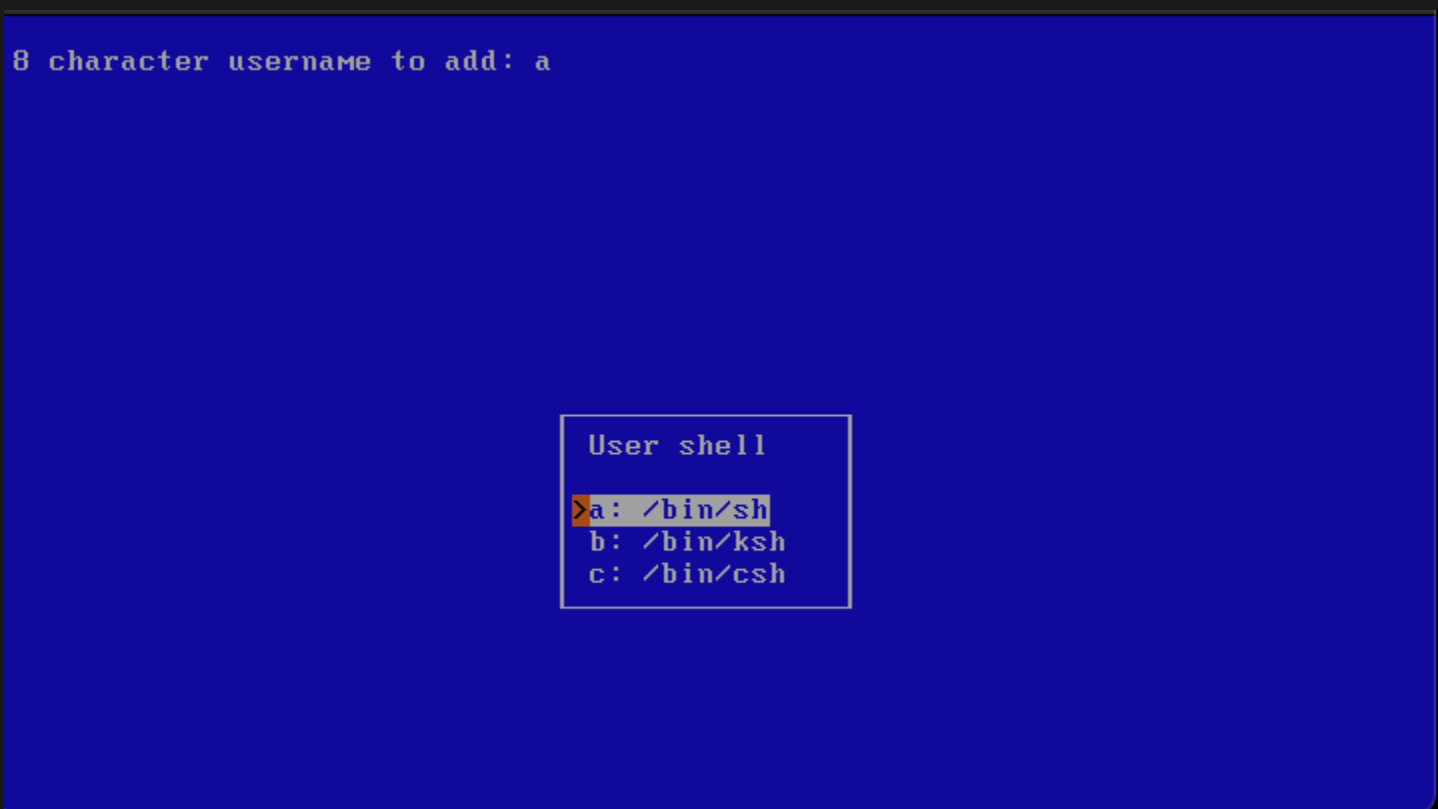 8 character username to add: a
User shell
>a: /bin/sh
b: /bin/ksh
c: /bin/csh